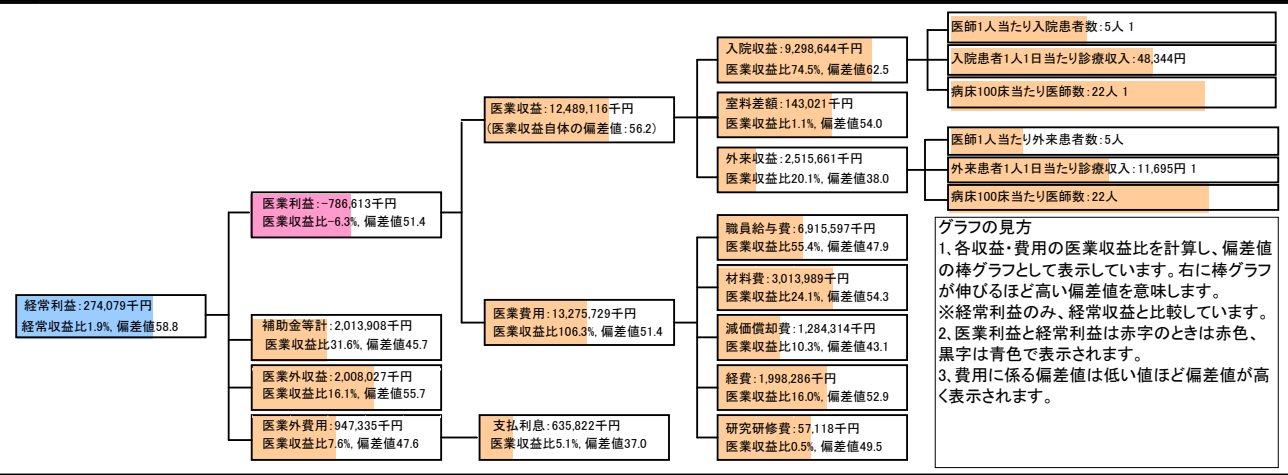 経常利益:274,079千円
経常収支比1.9%, 偏差値58.8
医業利益:-786,613千円
医業収益比-6.3%, 偏差値51.4
補助金等計:2,013,908千円
医業収益比31.6%, 偏差値45.7
医業外収益:2,008,027千円
医業収益比16.1%, 偏差値55.7
医業外費用:947,335千円
医業収益比7.6%, 偏差値47.6
医業収益:12,489,116千円
(医業収益自体の偏差値:56.2)
医業費用:13,275,729千円
医業収益比106.3%, 偏差値51.4
支払利息:635,822千円
医業収益比5.1%, 偏差値37.0
入院収益:9,298,644千円
医業収益比74.5%, 偏差値62.5
室料差額:143,021千円
医業収益比1.1%, 偏差値54.0
外来収益:2,515,661千円
医業収益比20.1%, 偏差値38.0
職員給与費:6,915,597千円
医業収益比55.4%, 偏差値47.9
材料費:3,013,989千円
医業収益比24.1%, 偏差値54.3
減価償却費:1,284,314千円
医業収益比10.3%, 偏差値43.1
経費:1,998,286千円
医業収益比16.0%, 偏差値52.9
研究研修費:57,118千円
医業収益比0.5%, 偏差値49.5
医師1人当たり入院患者数:5人 1
入院患者1人1日当たり診療収入:48,344円
病床100床当たり医師数:22人 1
医師1人当たり外来患者数:5人
外来患者1人1日当たり診療収入:11,695円 1
病床100床当たり医師数:22人
グラフの見方
1、各収益・費用の医業収益比を計算し、偏差値
の棒グラフとして表示しています。右に棒グラフ
が伸びるほど高い偏差値を意味します。
※経常利益のみ、経常収益と比較しています。
2、医業利益と経常利益は赤字のときは赤色、
黒字は青色で表示されます。
3、費用に係る偏差値は低い値ほど偏差値が高
く表示されます。